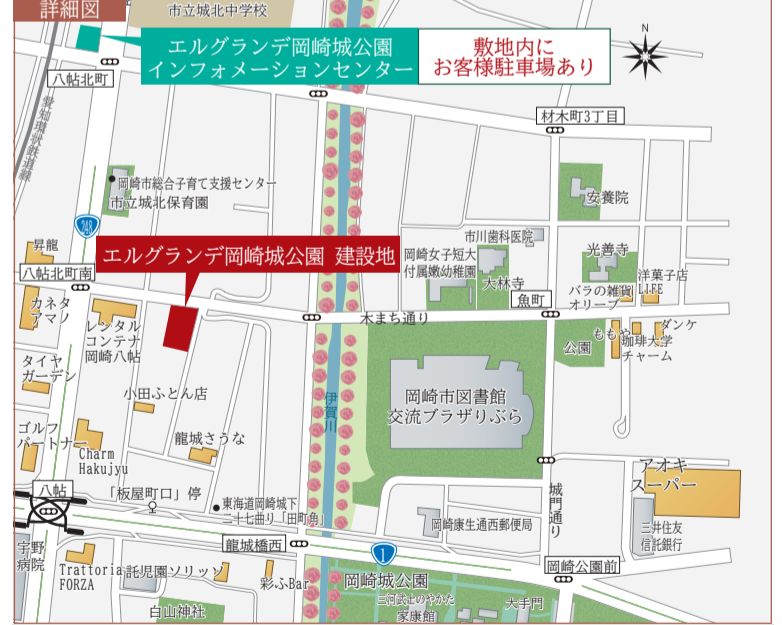 詳細図
市立城北中学校
エルグランデ岡崎城公園
インフォメーションセンター
敷地内に
お客様駐車場あり
N
八帖北町
愛知環状鉄道線
材木町3丁目
岡崎市総合子育て支援センター
市立城北保育園
安養院
248
市川歯科医院
昇龍
エルグランデ岡崎城公園 建設地
岡崎女子短大
付属嫩幼稚園
大林寺
光善寺
八帖北町南
洋菓子店
LIFE
バラの雑貨
オリーブ
魚町
カネタ
アマノ
レンタル
コンテナ
岡崎八帖
木まち通り
ももや
ダンケ
珈琲大学
チャーム
公園
タイヤ
ガーデン
小田ふとん店
伊賀川
岡崎市図書館
交流プラザりぶら
ゴルフ
パートナー
Charm
Hakujyu
龍城さうな
アオキ
スーパー
八帖
「板屋町口」停
東海道岡崎城下
二十七曲り「田町角」
岡崎康生通西郵便局
城門通り
三井住友
信託銀行
龍城橋西
1
岡崎公園前
宇野
病院
Trattoria
FORZA
託児園ソリッソ
彩ふBar
岡崎城公園
三河武士のやかた
家康館
大手門
白山神社